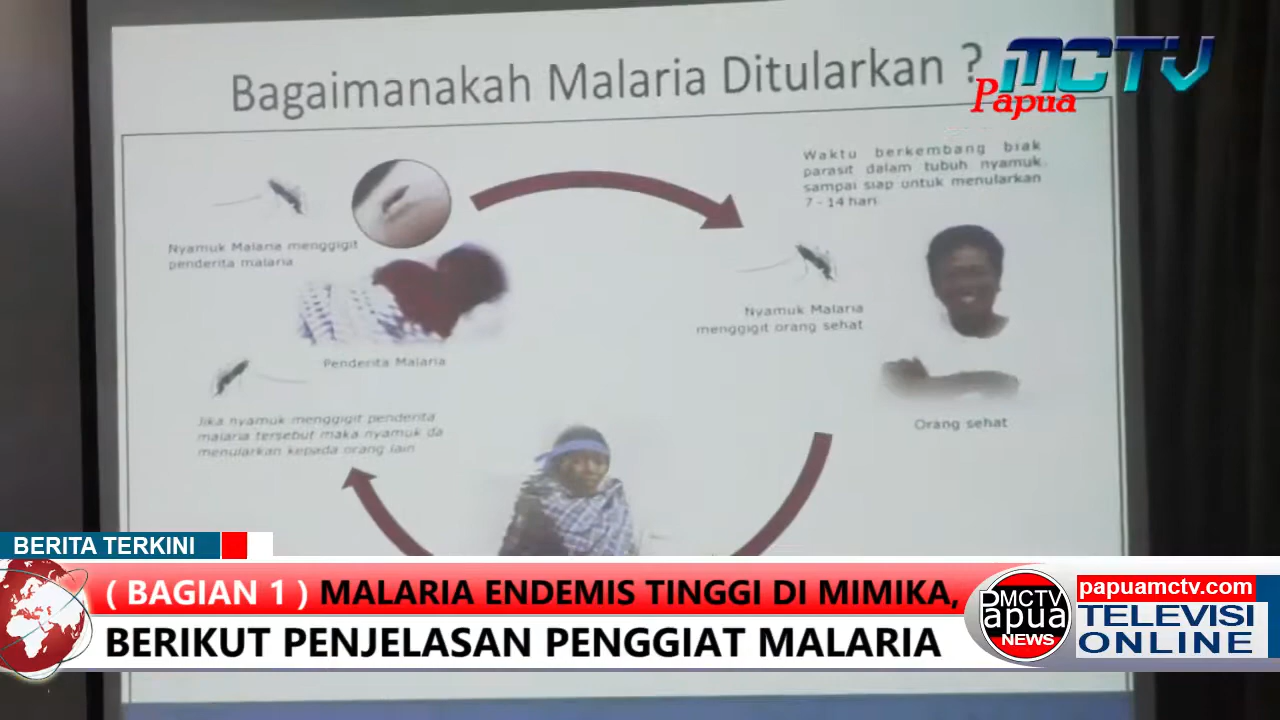 Bagaimanakah Malaria Ditularkan ?
MCTV
Papua
Waktu berkembang biak
parasit dalam tubuh nyamuk
sampai siap untuk menularkan
7 - 14 hari.
Nyamuk Malaria menggigit
penderita malaria
Nyamuk Malaria
menggigit orang sehat
Penderita Malaria
Jika nyamuk menggigit penderita
malaria tersebut maka nyamuk da
menularkan kepada orang lain
Orang sehat
BERITA TERKINI
( BAGIAN 1 ) MALARIA ENDEMIS TINGGI DI MIMIKA,
BERIKUT PENJELASAN PENGGIAT MALARIA
MCTV
Papua
NEWS
papuamctv.com
TELEVISI
ONLINE